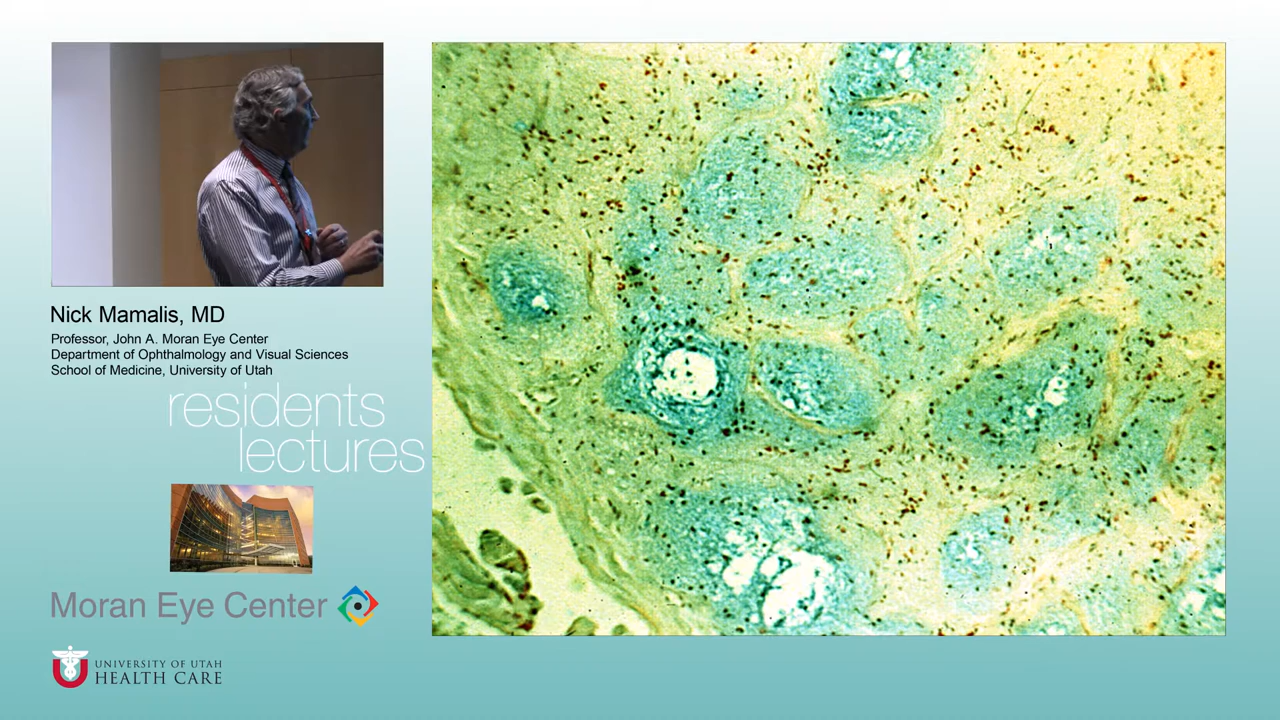 Nick Mamalis, MD
Professor, John A. Moran Eye Center
Department of Ophthalmology and Visual Sciences
School of Medicine, University of Utah
residents
lectures
Moran Eye Center
UNIVERSITY OF UTAH
HEALTH CARE